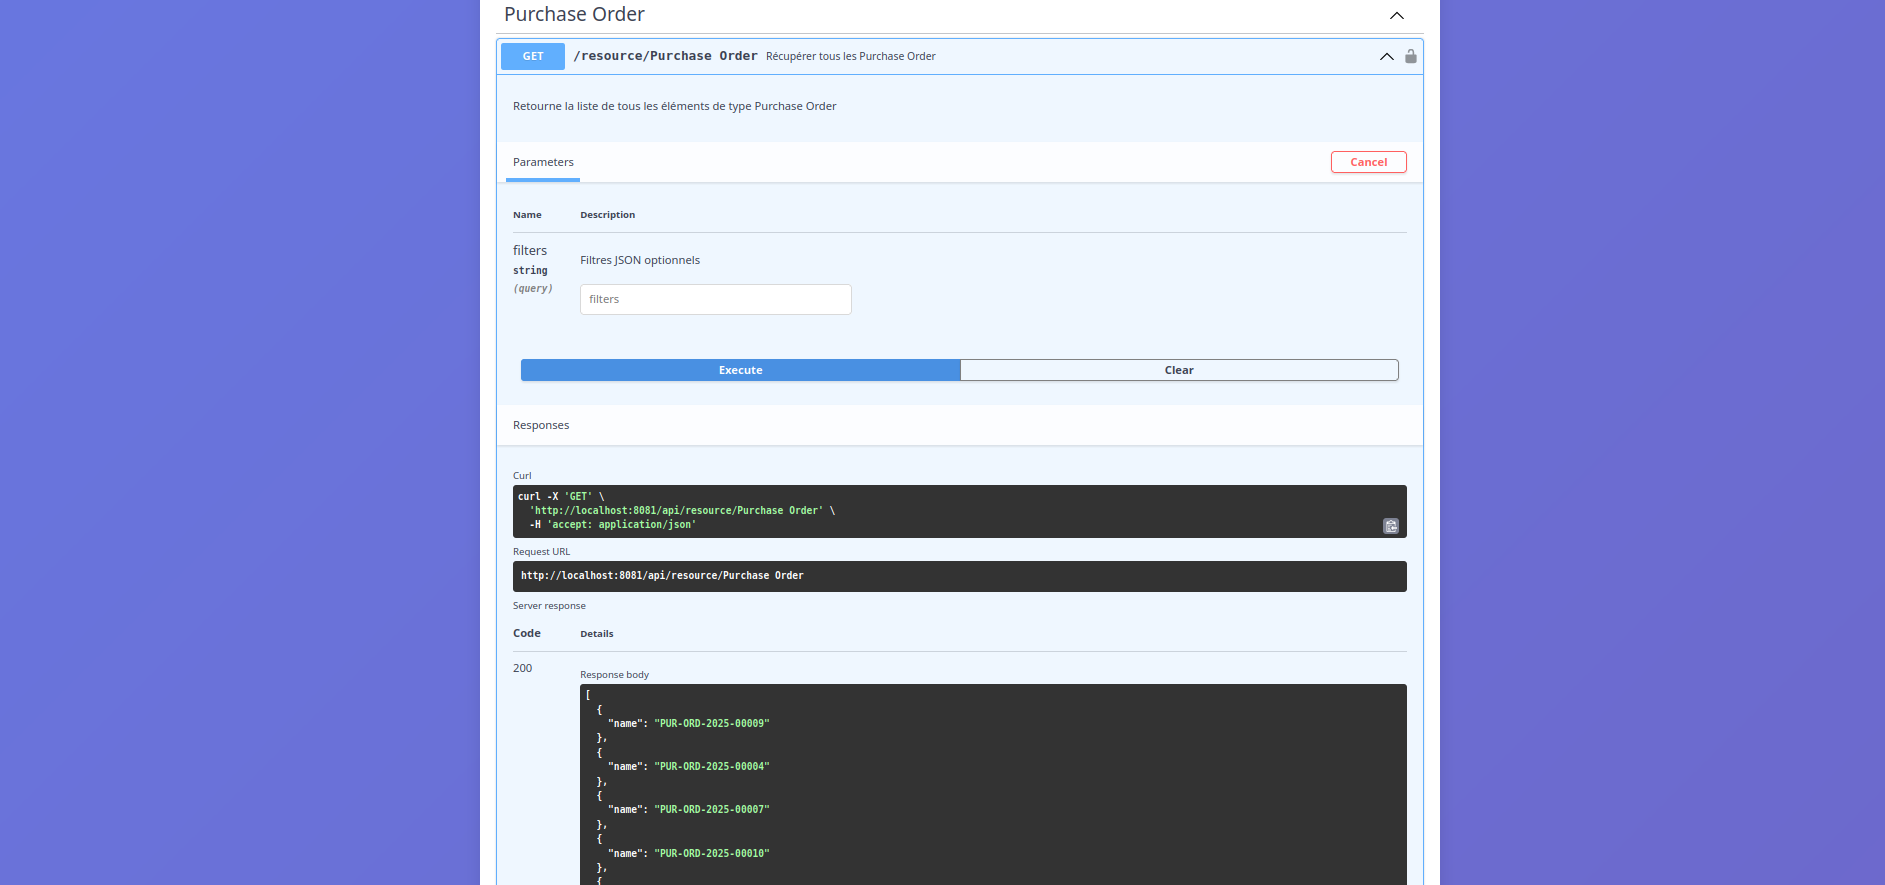 Purchase Order
GET /resource/Purchase Order Récupérer tous les Purchase Order
Retourne la liste de tous les éléments de type Purchase Order
Parameters
Cancel
Name Description
filters
string
(query)
Filtres JSON optionnels
filters
Execute
Clear
Responses
Curl
curl -X 'GET' \
'http://localhost:8081/api/resource/Purchase Order' \
-H 'accept: application/json'
Request URL
http://localhost:8081/api/resource/Purchase Order
Server response
Code Details
200
Response body
[
{
"name": "PUR-ORD-2025-00009"
},
{
"name": "PUR-ORD-2025-00004"
},
{
"name": "PUR-ORD-2025-00007"
},
{
"name": "PUR-ORD-2025-00010"
},
{